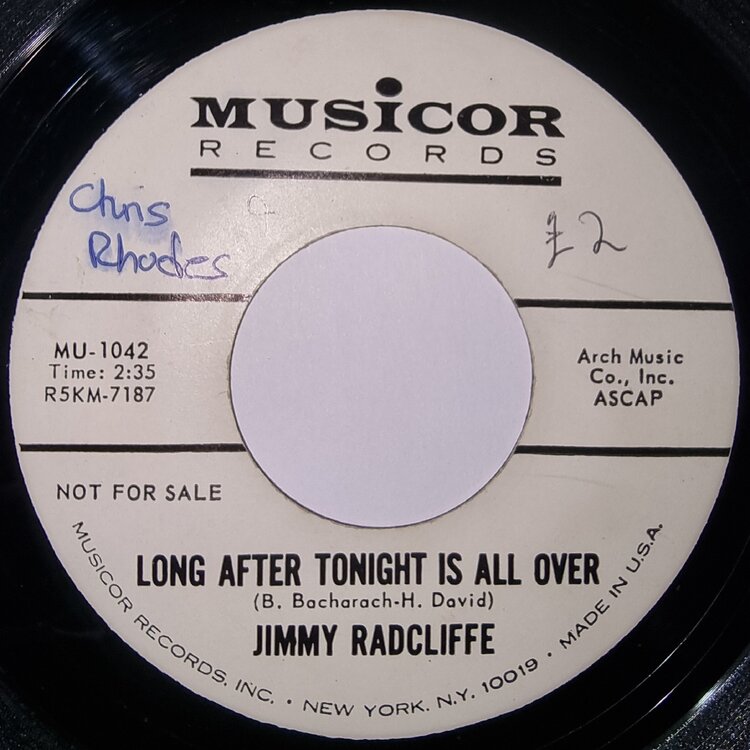 MUSICOR
RECORDS
Chris
Rhodes
£2
MU-1042
Time: 2:35
R5KM-7187
Arch Music
Co., Inc.
ASCAP
NOT FOR SALE
LONG AFTER TONIGHT IS ALL OVER
(B. Bacharach-H. David)
JIMMY RADCLIFFE
MUSICOR RECORDS, INC. • NEW YORK, N.Y. 10019 • MADE IN U.S.A.